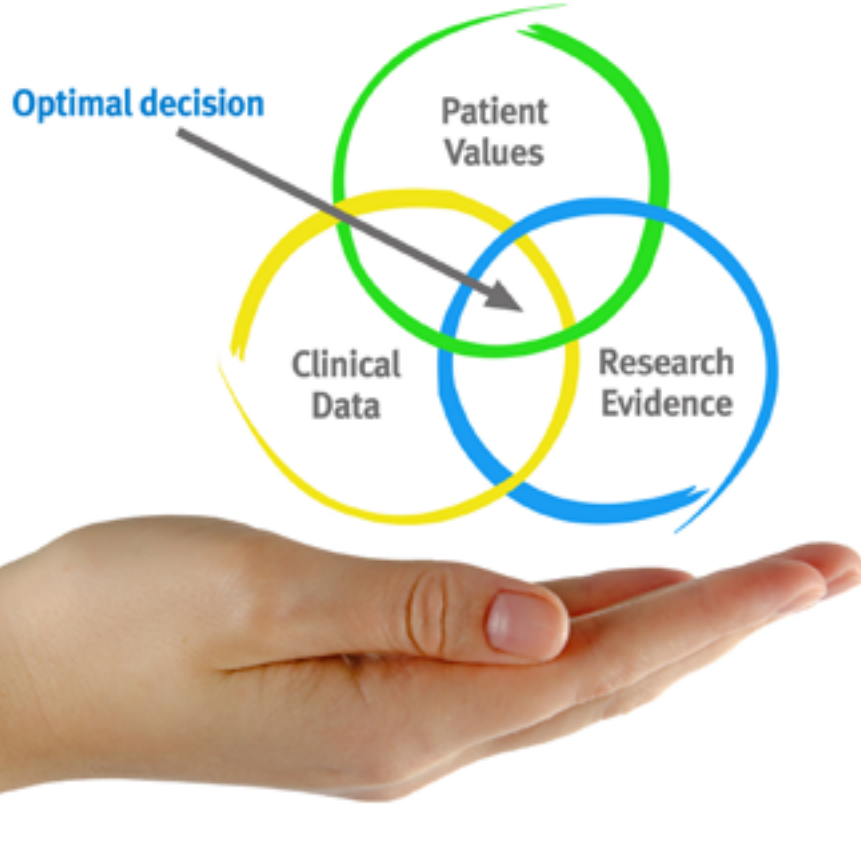 Optimal decision
Patient
Values
Clinical
Data
Research
Evidence